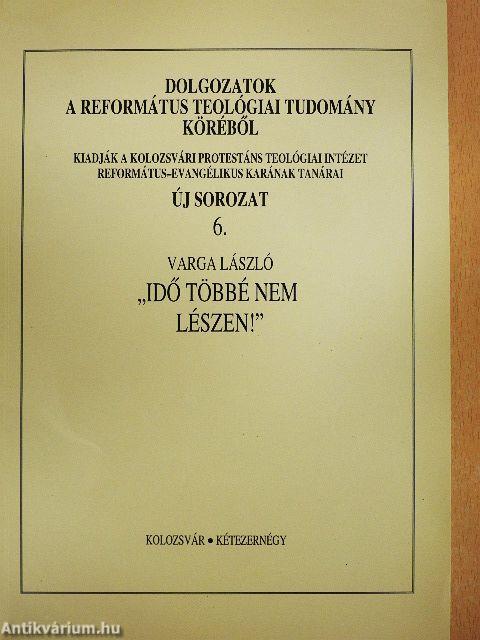 DOLGOZATOK
A REFORMÁTUS TEOLÓGIAI TUDOMÁNY
KÖRÉBŐL
KIADJÁK A KOLOZSVÁRI PROTESTÁNS TEOLÓGIAI INTÉZET
REFORMÁTUS–EVANGÉLIKUS KARÁNAK TANÁRAI
ÚJ SOROZAT
6.
VARGA LÁSZLÓ
„IDŐ TÖBBÉ NEM
LÉSZEN!”
KOLOZSVÁR ● KÉTEZERNÉGY
Antikvárium.hu